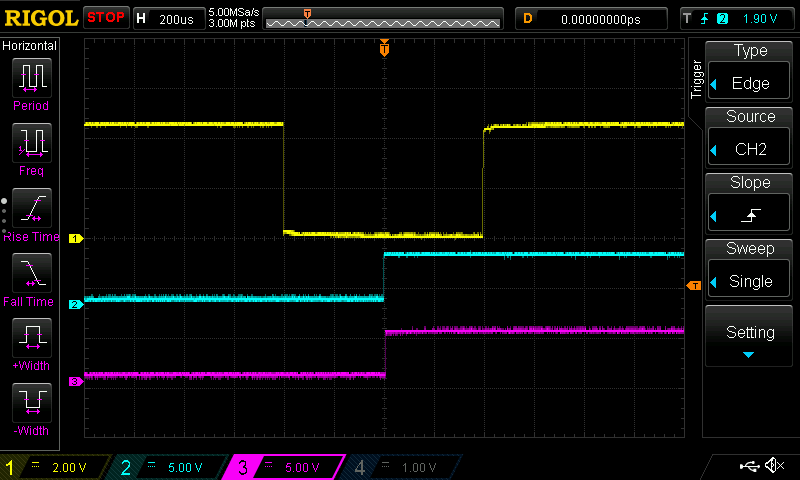 RIGOL STOP H 200us 5.00MSa/s D 0.00000000ps T 2 1.90 V
3.00M pts
T
Horizontal
T
Period
Freq
Rise Time
Fall Time
+Width
-Width
1
2
3
T
Trigger
Type
Edge
Source
CH2
Slope
Sweep
Single
Setting
1 2.00 V 2 5.00 V 3 5.00 V 4 1.00 V